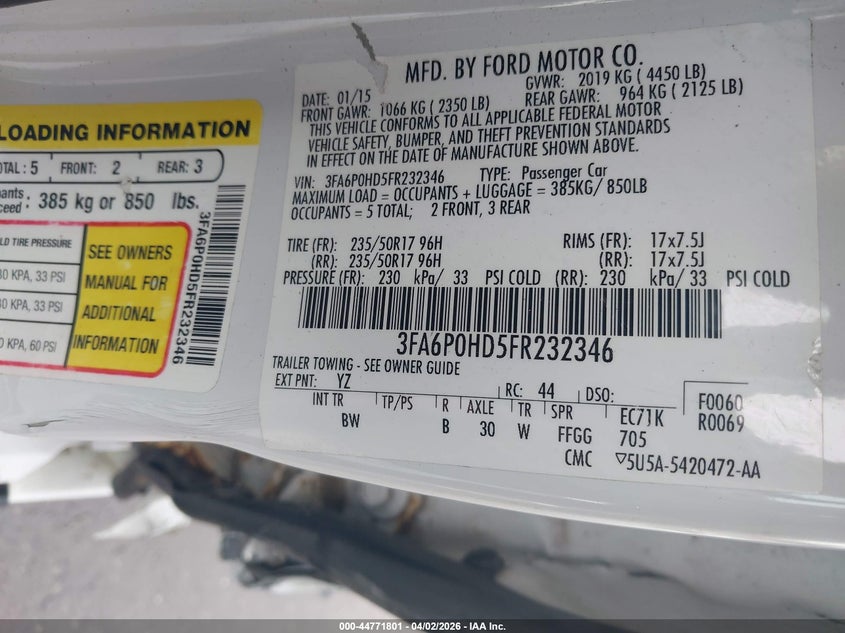 LOADING INFORMATION
TOTAL: 5 FRONT: 2 REAR: 3
385 kg or 850 lbs.
LD TIRE PRESSURE
KPA, 33 PSI
KPA, 33 PSI
KPA, 60 PSI
SEE OWNERS
MANUAL FOR
ADDITIONAL
INFORMATION
3FA6P0HD5FR232346
MFD. BY FORD MOTOR CO.
DATE: 01/15 GVWR: 2019 KG ( 4450 LB)
FRONT GAWR: 1066 KG ( 2350 LB) REAR GAWR: 964 KG ( 2125 LB)
THIS VEHICLE CONFORMS TO ALL APPLICABLE FEDERAL MOTOR
VEHICLE SAFETY, BUMPER, AND THEFT PREVENTION STANDARDS
IN EFFECT ON THE DATE OF MANUFACTURE SHOWN ABOVE.
VIN: 3FA6P0HD5FR232346 TYPE: Passenger Car
MAXIMUM LOAD = OCCUPANTS + LUGGAGE = 385KG/ 850LB
OCCUPANTS = 5 TOTAL; 2 FRONT, 3 REAR
TIRE (FR): 235/50R17 96H RIMS (FR): 17x7.5J
(RR): 235/50R17 96H (RR): 17x7.5J
PRESSURE (FR): 230 kPa/ 33 PSI COLD (RR): 230 kPa/ 33 PSI COLD
3FA6P0HD5FR232346
TRAILER TOWING - SEE OWNER GUIDE
EXT PNT: YZ RC: 44 DSO: F0060
INT TR TP/PS R AXLE TR SPR EC71K R0069
BW B 30 W FFGG 705
CMC 5U5A-5420472-AA
000-44771801 - 04/02/2026 - IAA Inc.